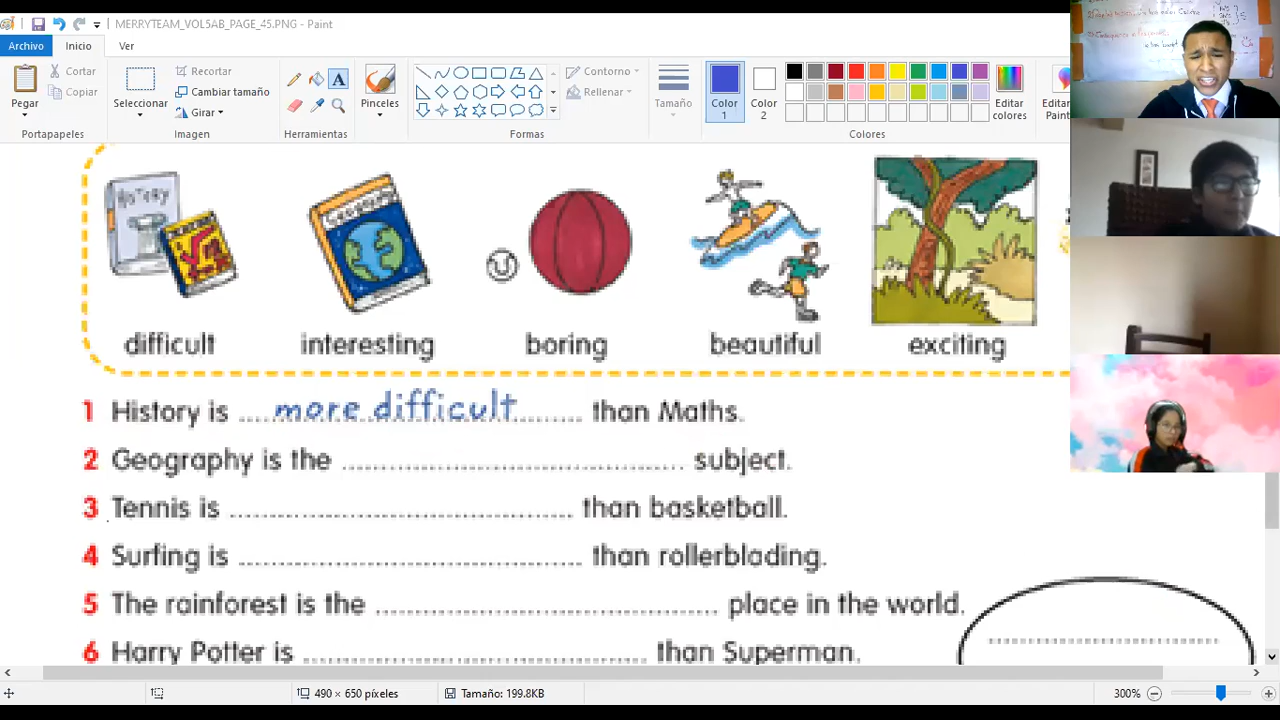 MERRYTEAM_VOL5AB_PAGE_45.PNG - Paint
Archivo Inicio Ver
Pegar
Cortar
Copiar
Portapapeles
Seleccionar
Recortar
Cambiar tamaño
Girar
Imagen
A
Herramientas
Pinceles
Contorno
Rellenar
Formas
Tamaño
Color 1
Color 2
Editar colores
Colores
HISTORY
Geography
difficult interesting boring beautiful exciting
1 History is more difficult than Maths.
2 Geography is the ........ subject.
3 Tennis is ........ than basketball.
4 Surfing is ........ than rollerblading.
5 The rainforest is the ........ place in the world.
6 Harry Potter is ........ than Superman.
490 × 650 píxeles
300%